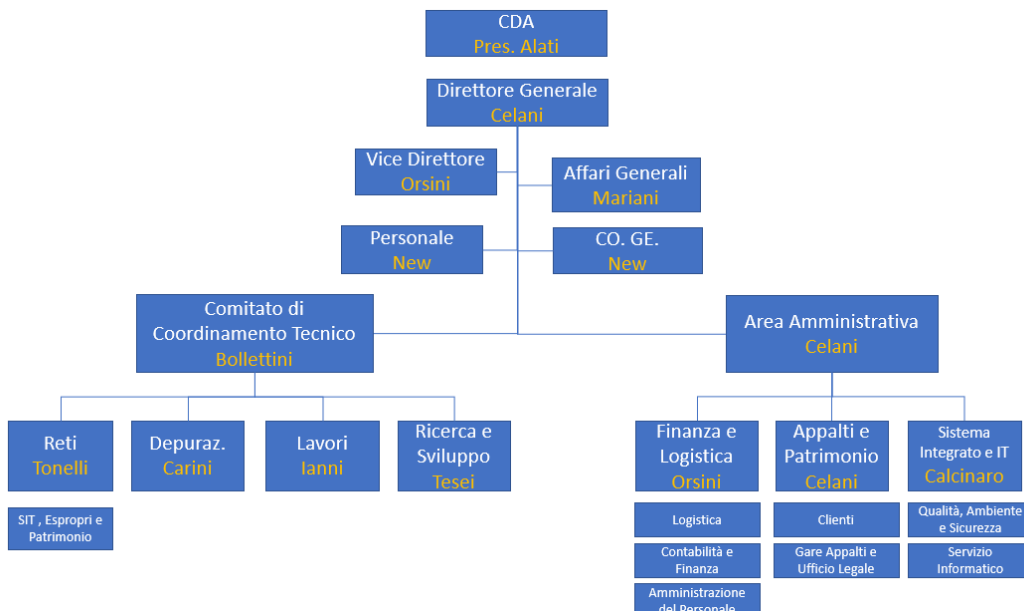 CDA
Pres. Alati
Direttore Generale
Celani
Vice Direttore
Orsini
Affari Generali
Mariani
Personale
New
CO. GE.
New
Comitato di
Coordinamento Tecnico
Bollettini
Area Amministrativa
Celani
Reti
Tonelli
Depuraz.
Carini
Lavori
Ianni
Ricerca e
Sviluppo
Tesei
Finanza e
Logistica
Orsini
Appalti e
Patrimonio
Celani
Sistema
Integrato e IT
Calcinaro
SIT , Espropri e
Patrimonio
Logistica
Clienti
Qualità, Ambiente
e Sicurezza
Contabilità e
Finanza
Gare Appalti e
Ufficio Legale
Servizio
Informatico
Amministrazione
del Personale